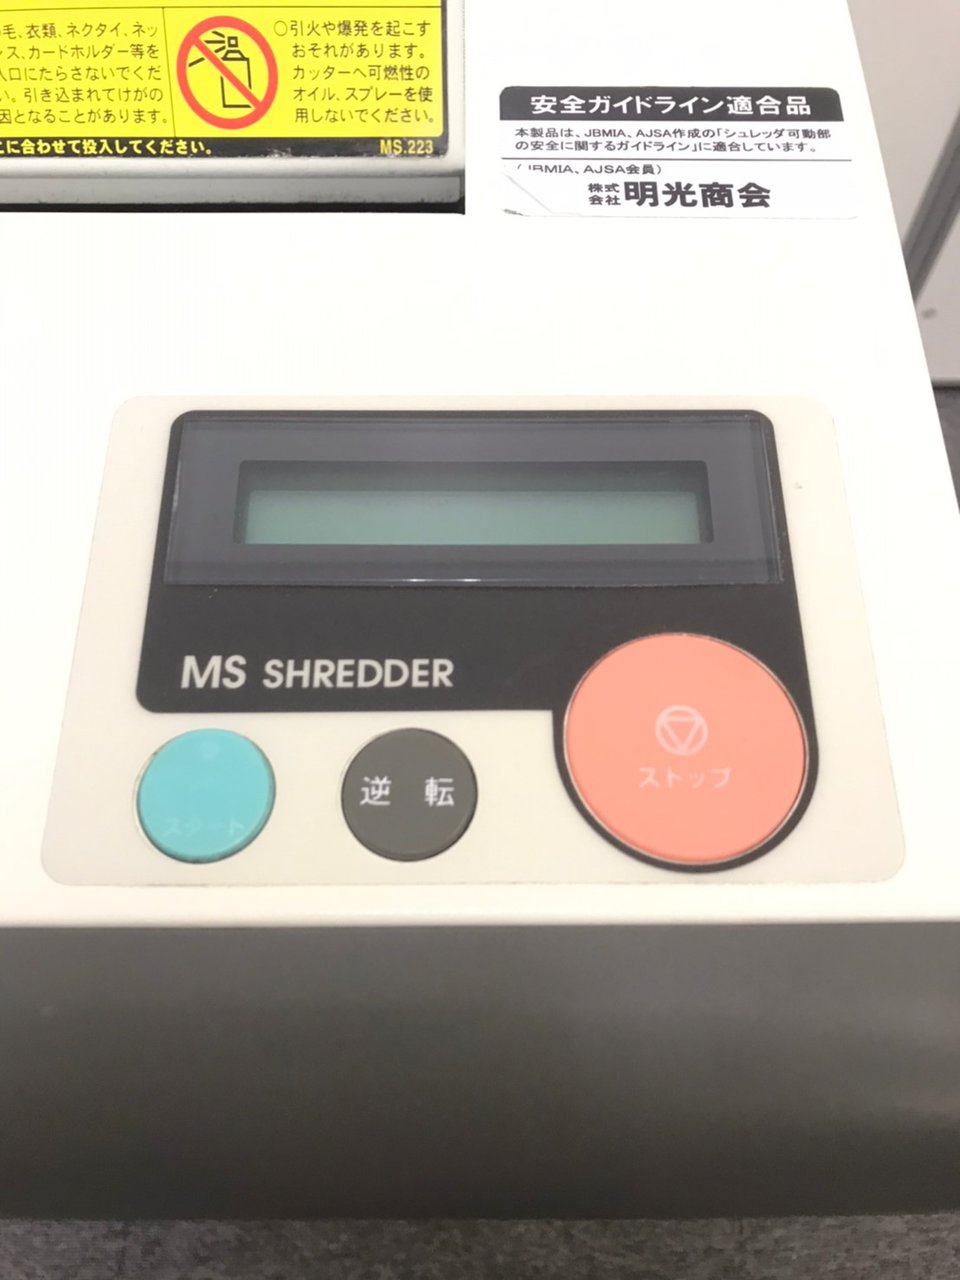 毛、衣類、ネクタイ、ネッ
レス、カードホルダー等を
入口にたらさないでくだ
い。引き込まれてけがの
因となることがあります。
○引火や爆発を起こす
おそれがあります。
カッターへ可燃性の
オイル、スプレーを使
用しないでください。
こに合わせて投入してください。
MS.223
安全ガイドライン適合品
本製品は、JBMIA、AJSA作成の「シュレッダ可動部
の安全に関するガイドライン」に適合しています。
(JBMIA、AJSA会員)
株式会社 明光商会
MS SHREDDER
スタート
逆 転
ストップ